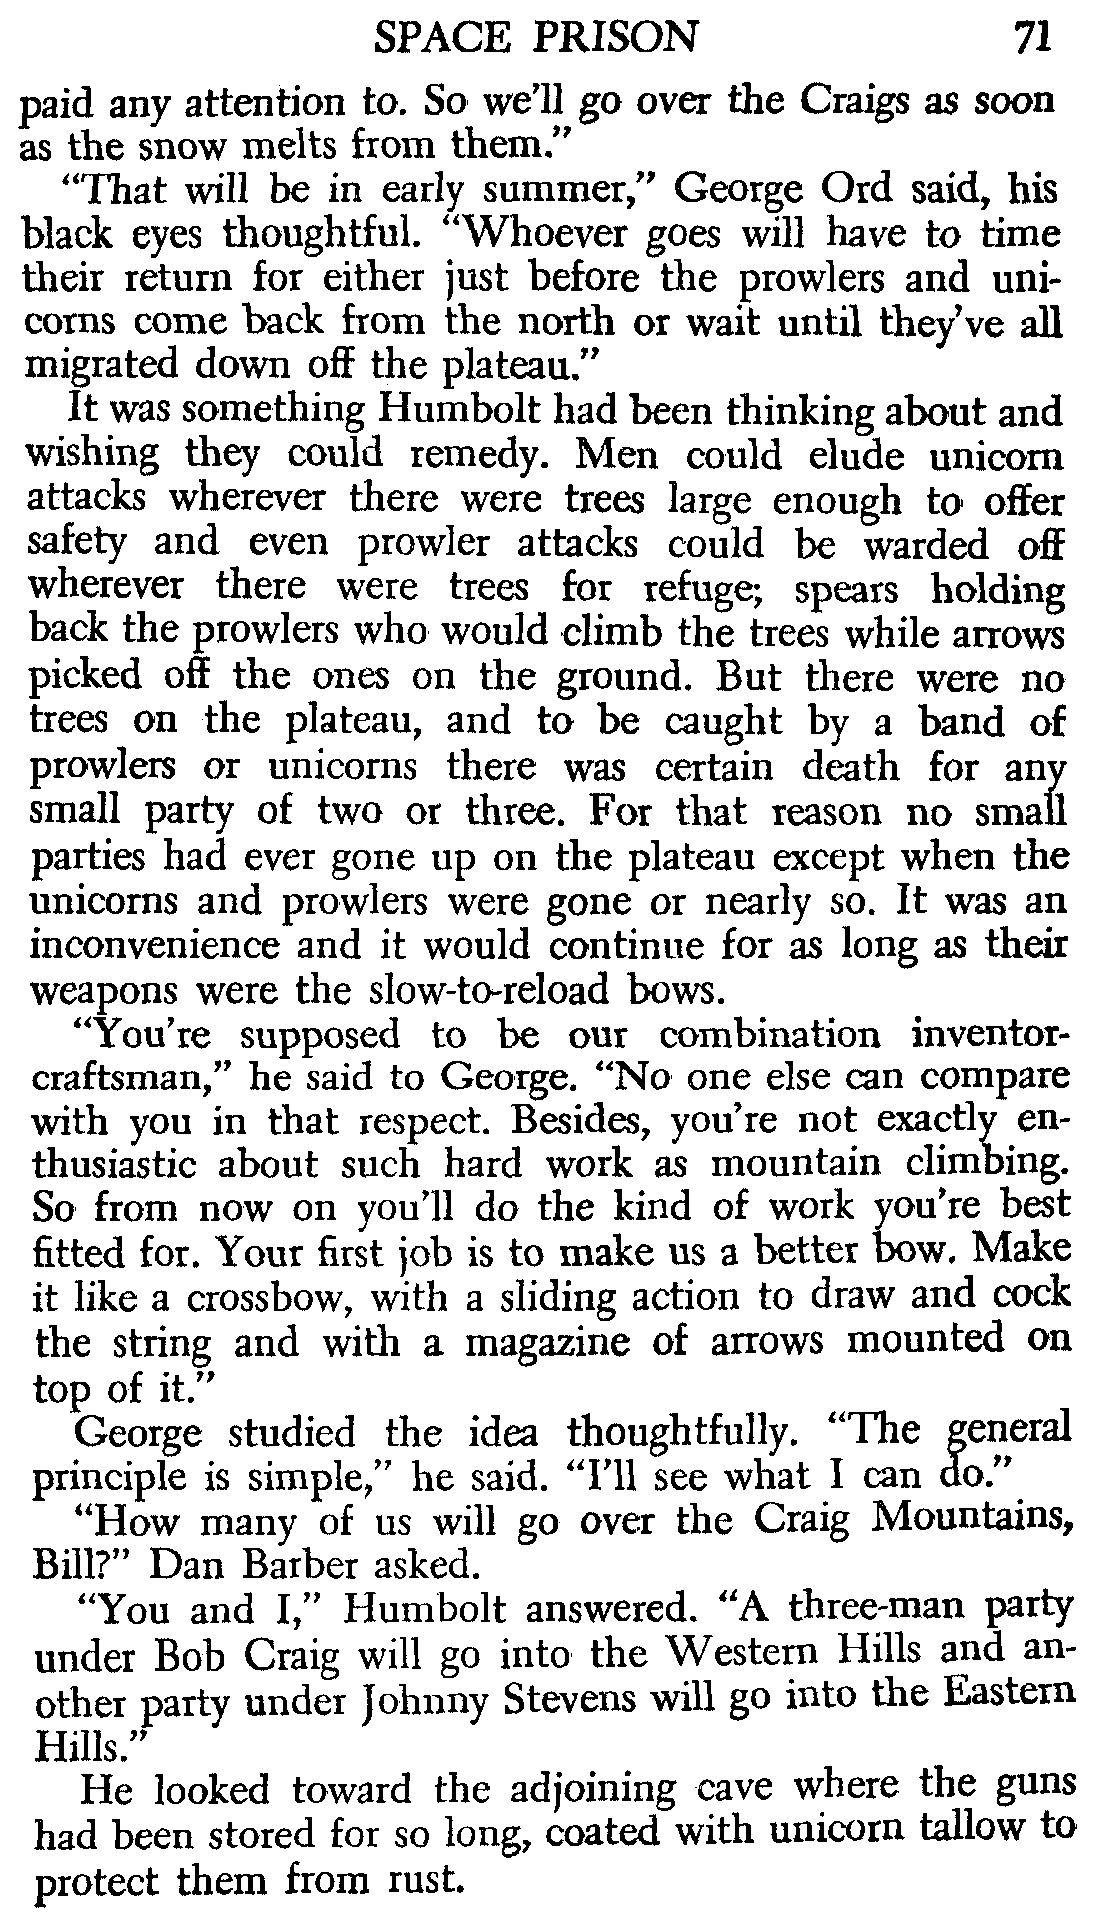 SPACE PRISON 71
paid any attention to. So we'll go over the Craigs as soon
as the snow melts from them.”
“That will be in early summer,” George Ord said, his
black eyes thoughtful. “Whoever goes will have to time
their return for either just before the prowlers and uni-
corns come back from the north or wait until they've all
migrated down off the plateau.”
It was something Humbolt had been thinking about and
wishing they could remedy. Men could elude unicorn
attacks wherever there were trees large enough to offer
safety and even prowler attacks could be warded off
wherever there were trees for refuge; spears holding
back the prowlers who would climb the trees while arrows
picked off the ones on the ground. But there were no
trees on the plateau, and to be caught by a band of
prowlers or unicorns there was certain death for any
small party of two or three. For that reason no small
parties had ever gone up on the plateau except when the
unicorns and prowlers were gone or nearly so. It was an
inconvenience and it would continue for as long as their
weapons were the slow-to-reload bows.
“You're supposed to be our combination inventor-
craftsman,” he said to George. “No one else can compare
with you in that respect. Besides, you're not exactly en-
thusiastic about such hard work as mountain climbing.
So from now on you'll do the kind of work you're best
fitted for. Your first job is to make us a better bow. Make
it like a crossbow, with a sliding action to draw and cock
the string and with a magazine of arrows mounted on
top of it.”
George studied the idea thoughtfully. “The general
principle is simple,” he said. “I'll see what I can do.”
“How many of us will go over the Craig Mountains,
Bill?” Dan Barber asked.
“You and I,” Humbolt answered. “A three-man party
under Bob Craig will go into the Western Hills and an-
other party under Johnny Stevens will go into the Eastern
Hills.”
He looked toward the adjoining cave where the guns
had been stored for so long, coated with unicorn tallow to
protect them from rust.